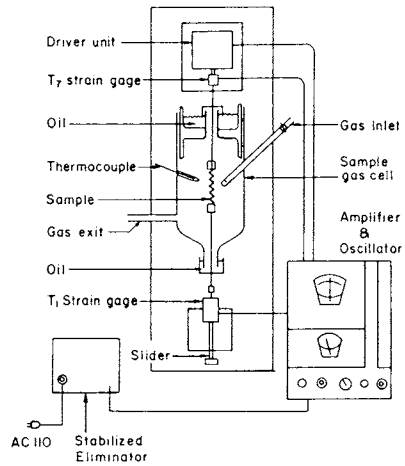 Driver unit
T7 strain gage
Oil
Gas inlet
Thermocouple
Sample
gas cell
Sample
Gas exit
Amplifier
&
Oscillator
Oil
T1 Strain gage
Slider
AC 110
Stabilized
Eliminator